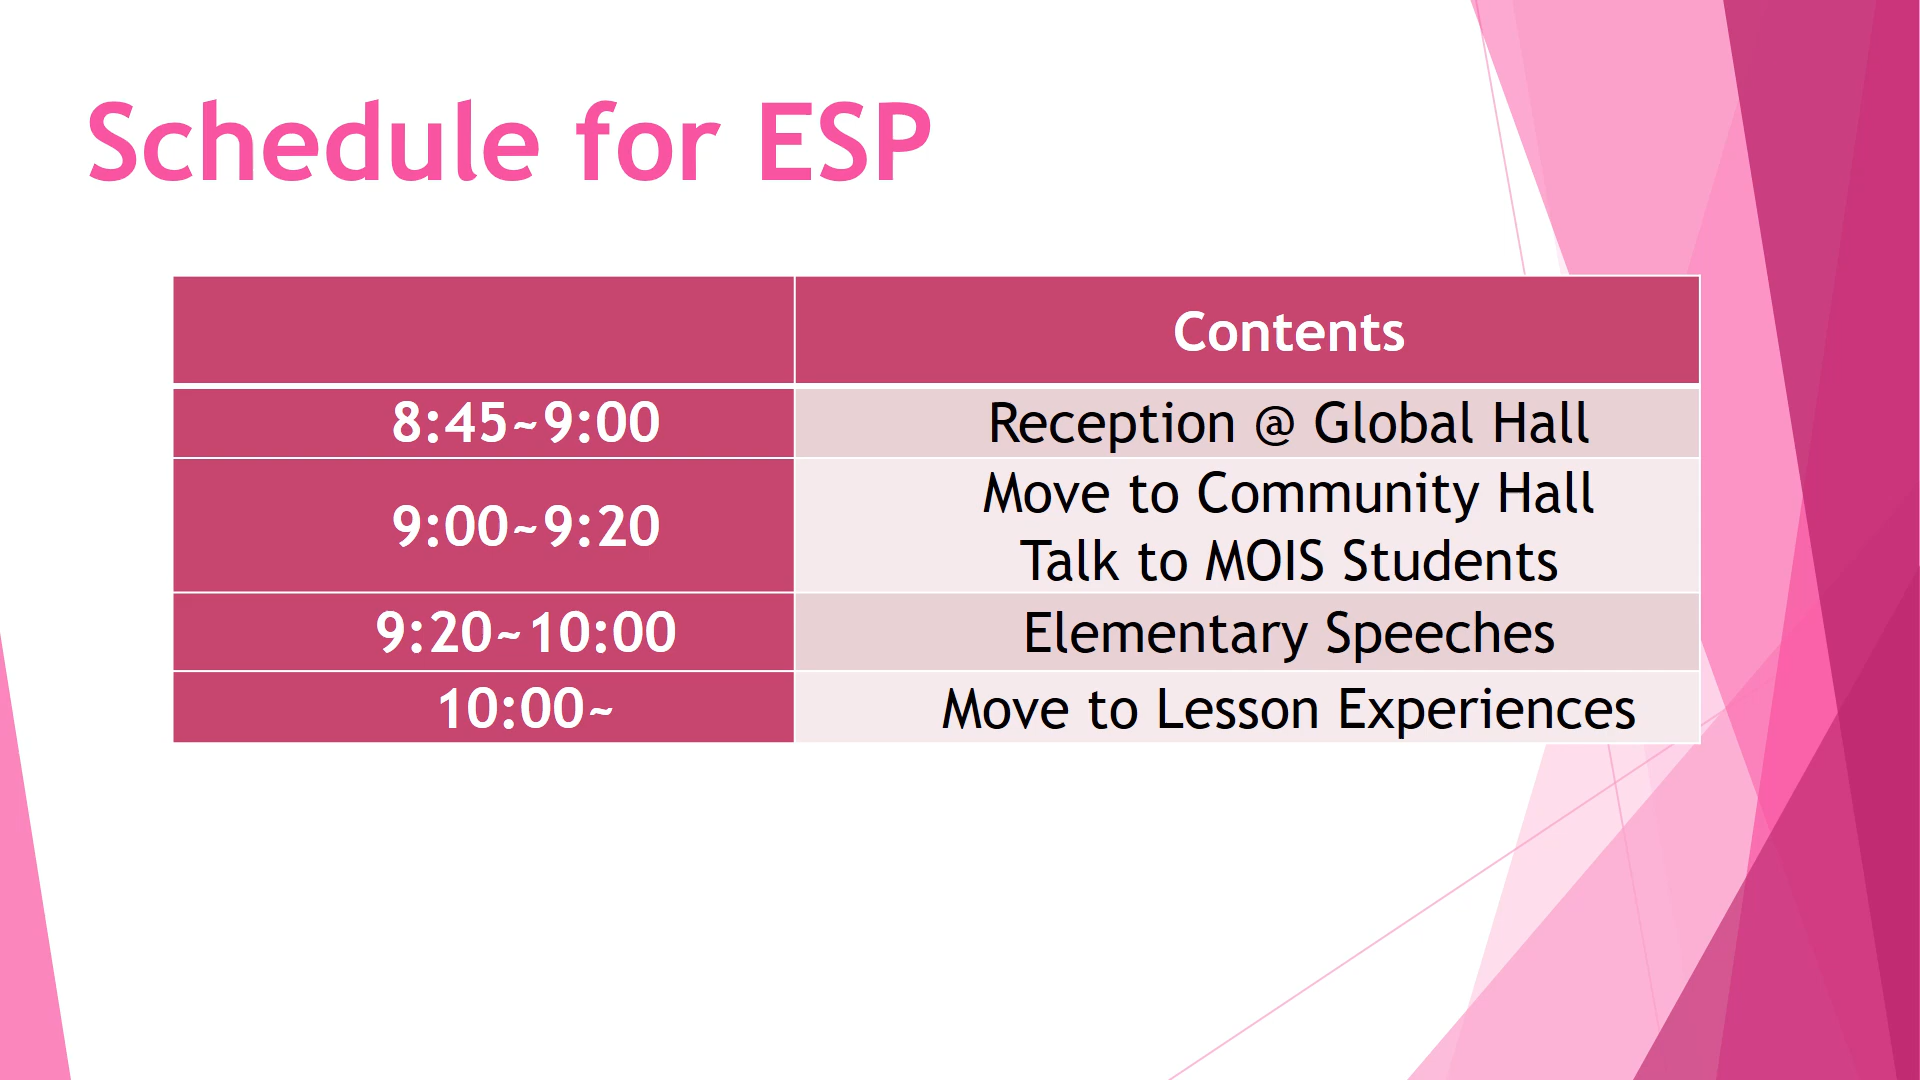 Schedule for ESP
Contents
8:45~9:00 Reception @ Global Hall
9:00~9:20 Move to Community Hall
Talk to MOIS Students
9:20~10:00 Elementary Speeches
10:00~ Move to Lesson Experiences